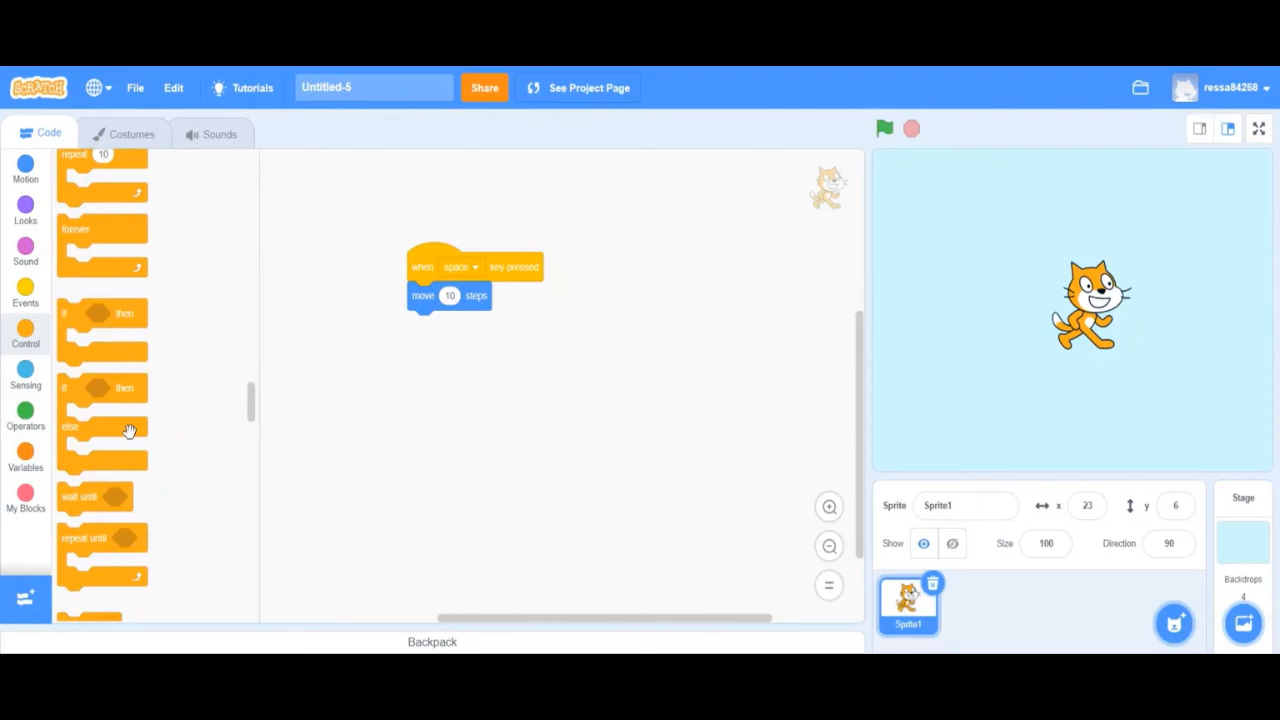 SCRATCH File Edit Tutorials Untitled-5 Share See Project Page ressa84268
Code Costumes Sounds
Motion
Looks
Sound
Events
Control
Sensing
Operators
Variables
My Blocks
repeat 10
forever
if then
if then
else
wait until
repeat until
when space key pressed
move 10 steps
Sprite Sprite1 x 23 y 6
Show Size 100 Direction 90
Sprite1
Stage
Backdrops
4
Backpack